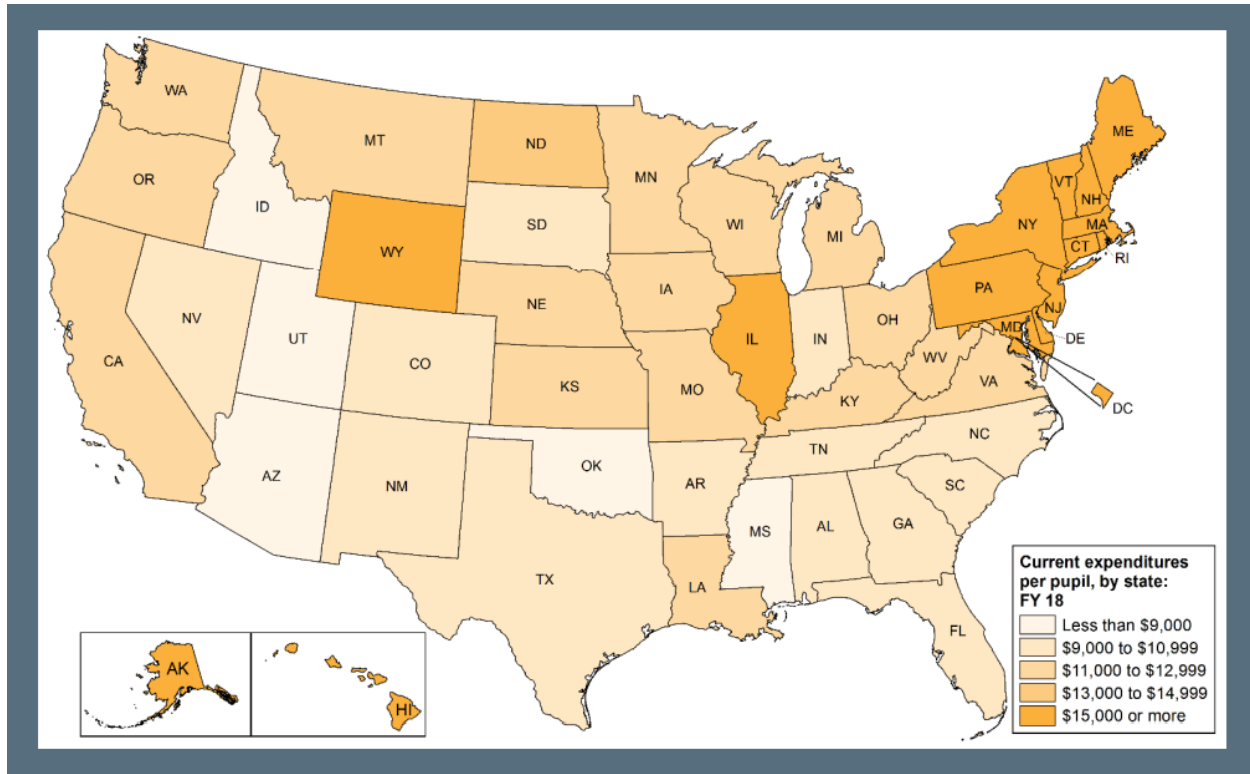 WA
MT
ND
MN
ME
OR
ID
SD
WI
MI
VT
NH
NY
MA
CT
RI
WY
IA
NE
PA
NJ
NV
UT
CO
IL
IN
OH
MD
DE
CA
KS
MO
WV
VA
KY
DC
AZ
NM
OK
AR
TN
NC
SC
MS
AL
GA
TX
LA
FL
AK
HI
Current expenditures
per pupil, by state:
FY 18
Less than $9,000
$9,000 to $10,999
$11,000 to $12,999
$13,000 to $14,999
$15,000 or more